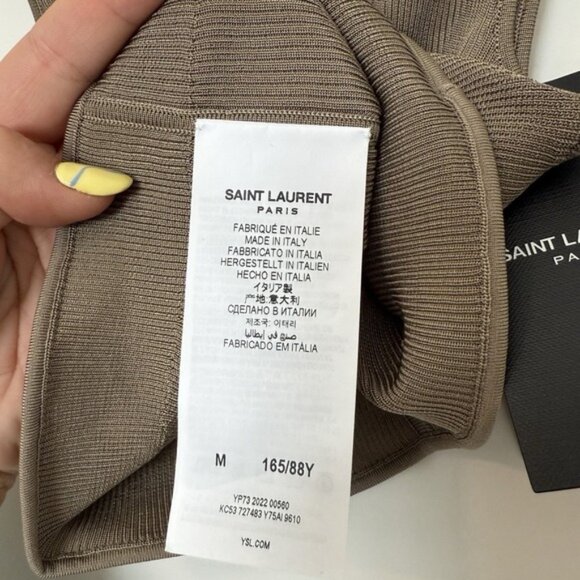 SAINT LAURENT
PARIS
FABRIQUÉ EN ITALIE
MADE IN ITALY
FABBRICATO IN ITALIA
HERGESTELLT IN ITALIEN
HECHO EN ITALIA
イタリア製
产地:意大利
СДЕЛАНО В ИТАЛИИ
제조국: 이태리
صنع في إيطاليا
FABRICADO EM ITÁLIA
M 165/88Y
YP73 2022 00560
KC53 727483 Y75AI 9610
YSL.COM
SAINT
PA